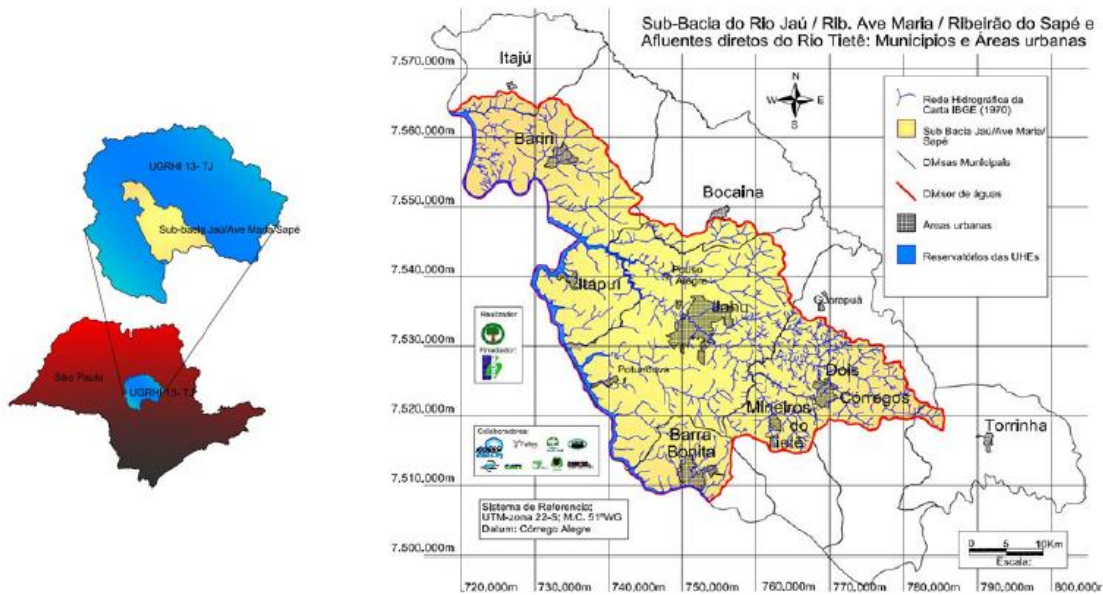 UGRHI 13- TJ
Sub-bacia Jaú/Ave Maria/Sapé
São Paulo
UGRHI 13- TJ
Sub-Bacia do Rio Jaú / Rib. Ave Maria / Ribeirão do Sapé e
Afluentes diretos do Rio Tietê: Municipios e Áreas urbanas
7.570.000m
7.560.000m
7.550.000m
7.540.000m
7.530.000m
7.520.000m
7.510.000m
7.500.000m
Itajú
Bariri
Bocaina
Itapuí
Pouso
Alegre
Jahu
Guarapuã
Potunduva
Dois
Córregos
Mineiros
do
Tietê
Barra
Bonita
Torrinha
N
W
E
S
Rede Hidrográfica da
Carta IBGE (1970)
Sub Bacia Jaú/Ave Maria/
Sapé
Divisas Municipais
Divisor de águas
Áreas urbanas
Reservatórios das UHEs
Realizador
Finaciador:
Colaboradores:
Sistema de Referencia:
UTM-zona 22-S; M.C. 51ºWG
Datum: Córrego Alegre
0 5 10Km
Escala:
720,000m
730,000m
740,000m
750,000m
760,000m
770,000m
780,000m
790,000m
800,000m